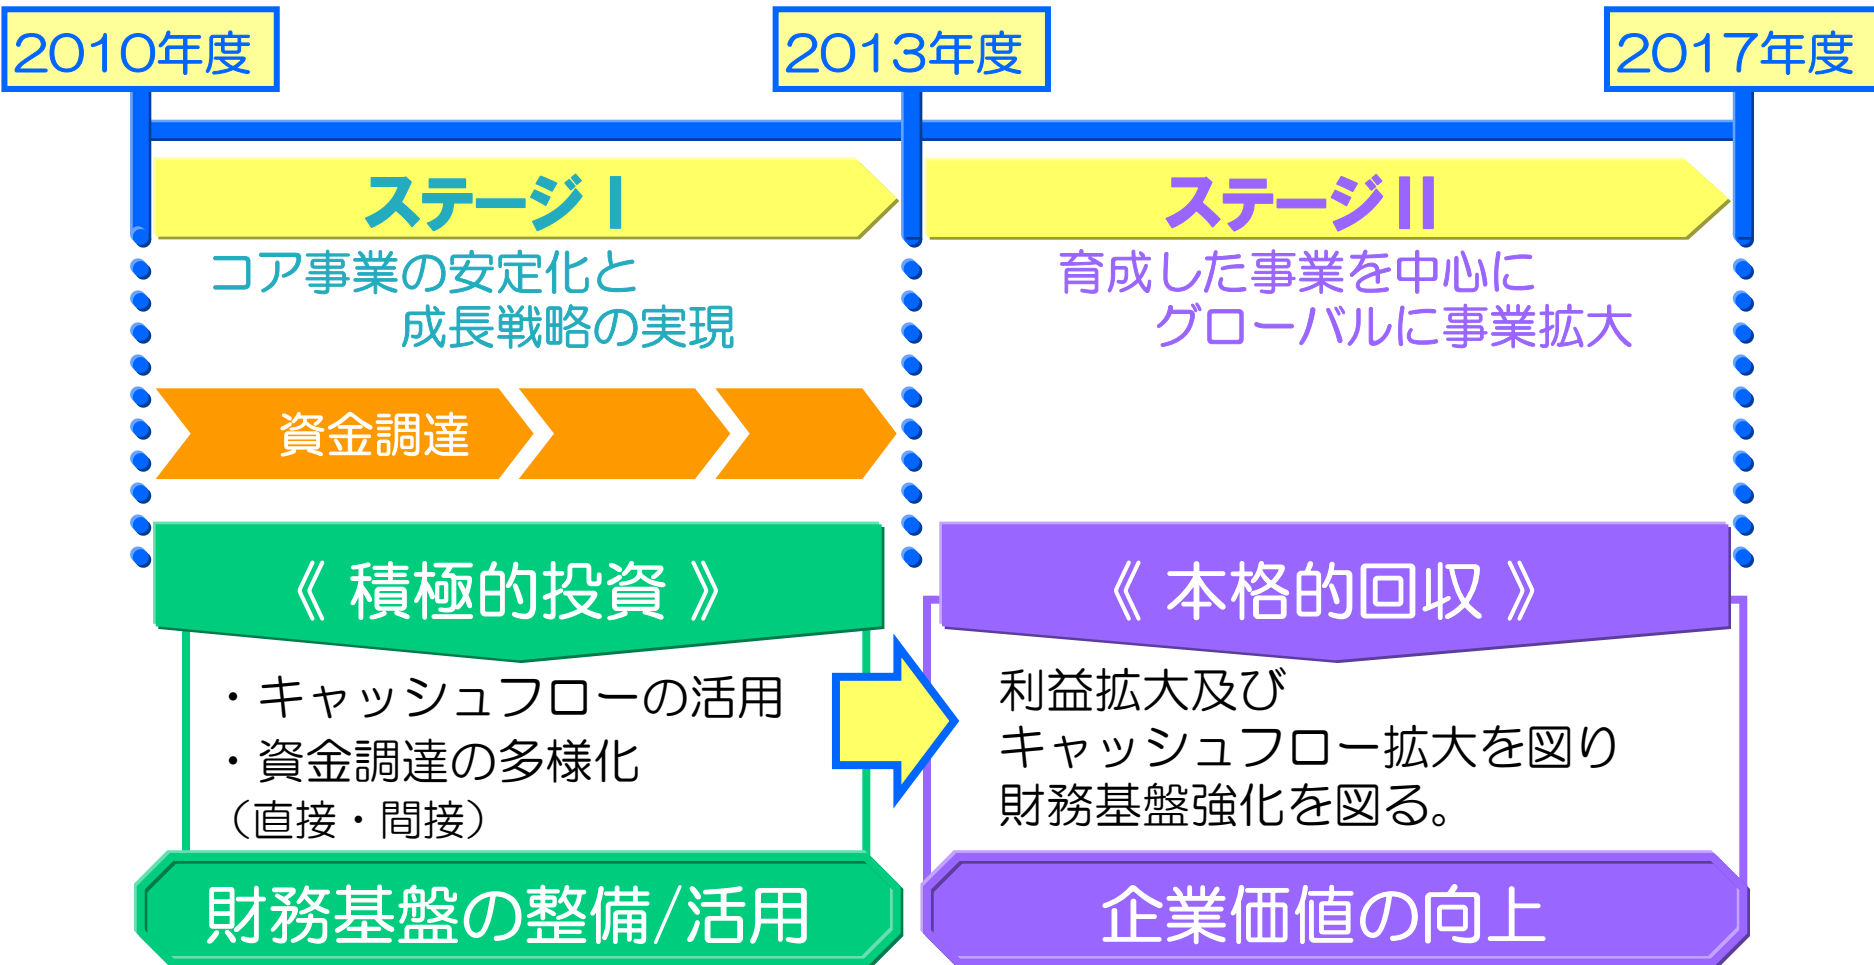 2010年度
2013年度
2017年度
ステージⅠ
コア事業の安定化と
成長戦略の実現
資金調達
《 積極的投資 》
・キャッシュフローの活用
・資金調達の多様化
（直接・間接）
財務基盤の整備/活用
ステージⅡ
育成した事業を中心に
グローバルに事業拡大
《 本格的回収 》
利益拡大及び
キャッシュフロー拡大を図り
財務基盤強化を図る。
企業価値の向上